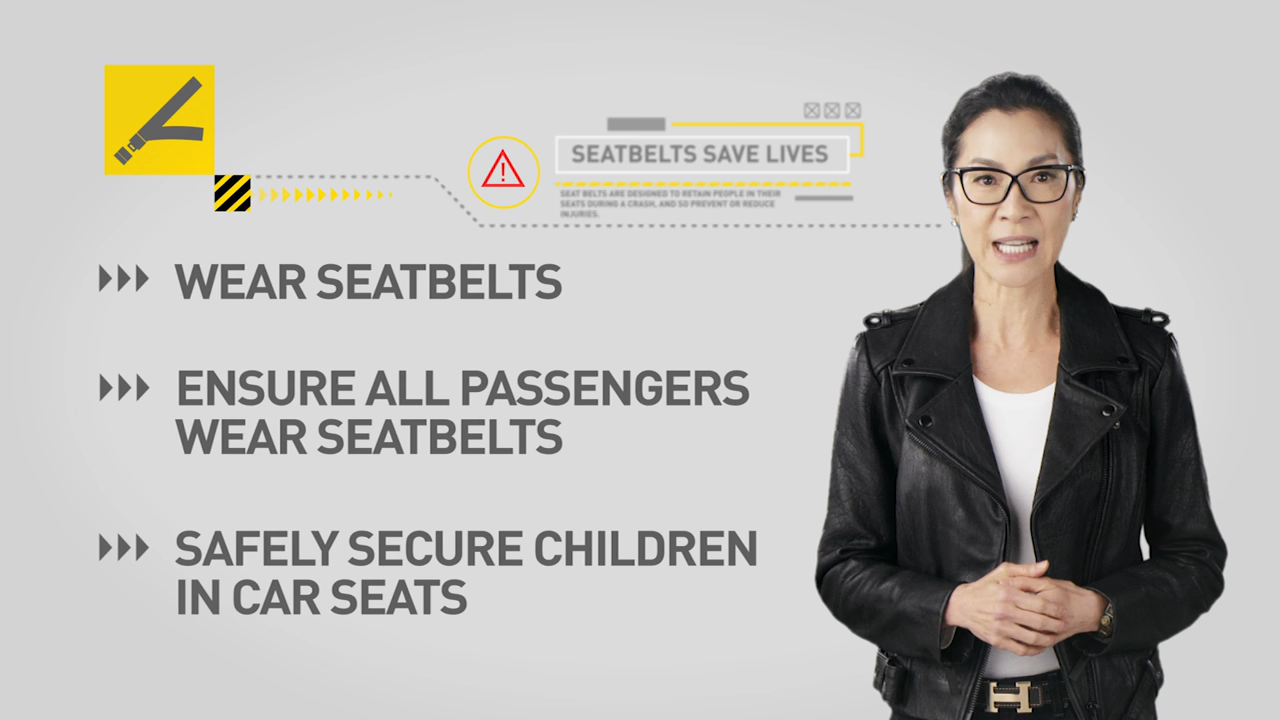 SEATBELTS SAVE LIVES
SEAT BELTS ARE DESIGNED TO RETAIN PEOPLE IN THEIR
SEATS DURING A CRASH, AND SO PREVENT OR REDUCE
INJURIES.
WEAR SEATBELTS
ENSURE ALL PASSENGERS
WEAR SEATBELTS
SAFELY SECURE CHILDREN
IN CAR SEATS